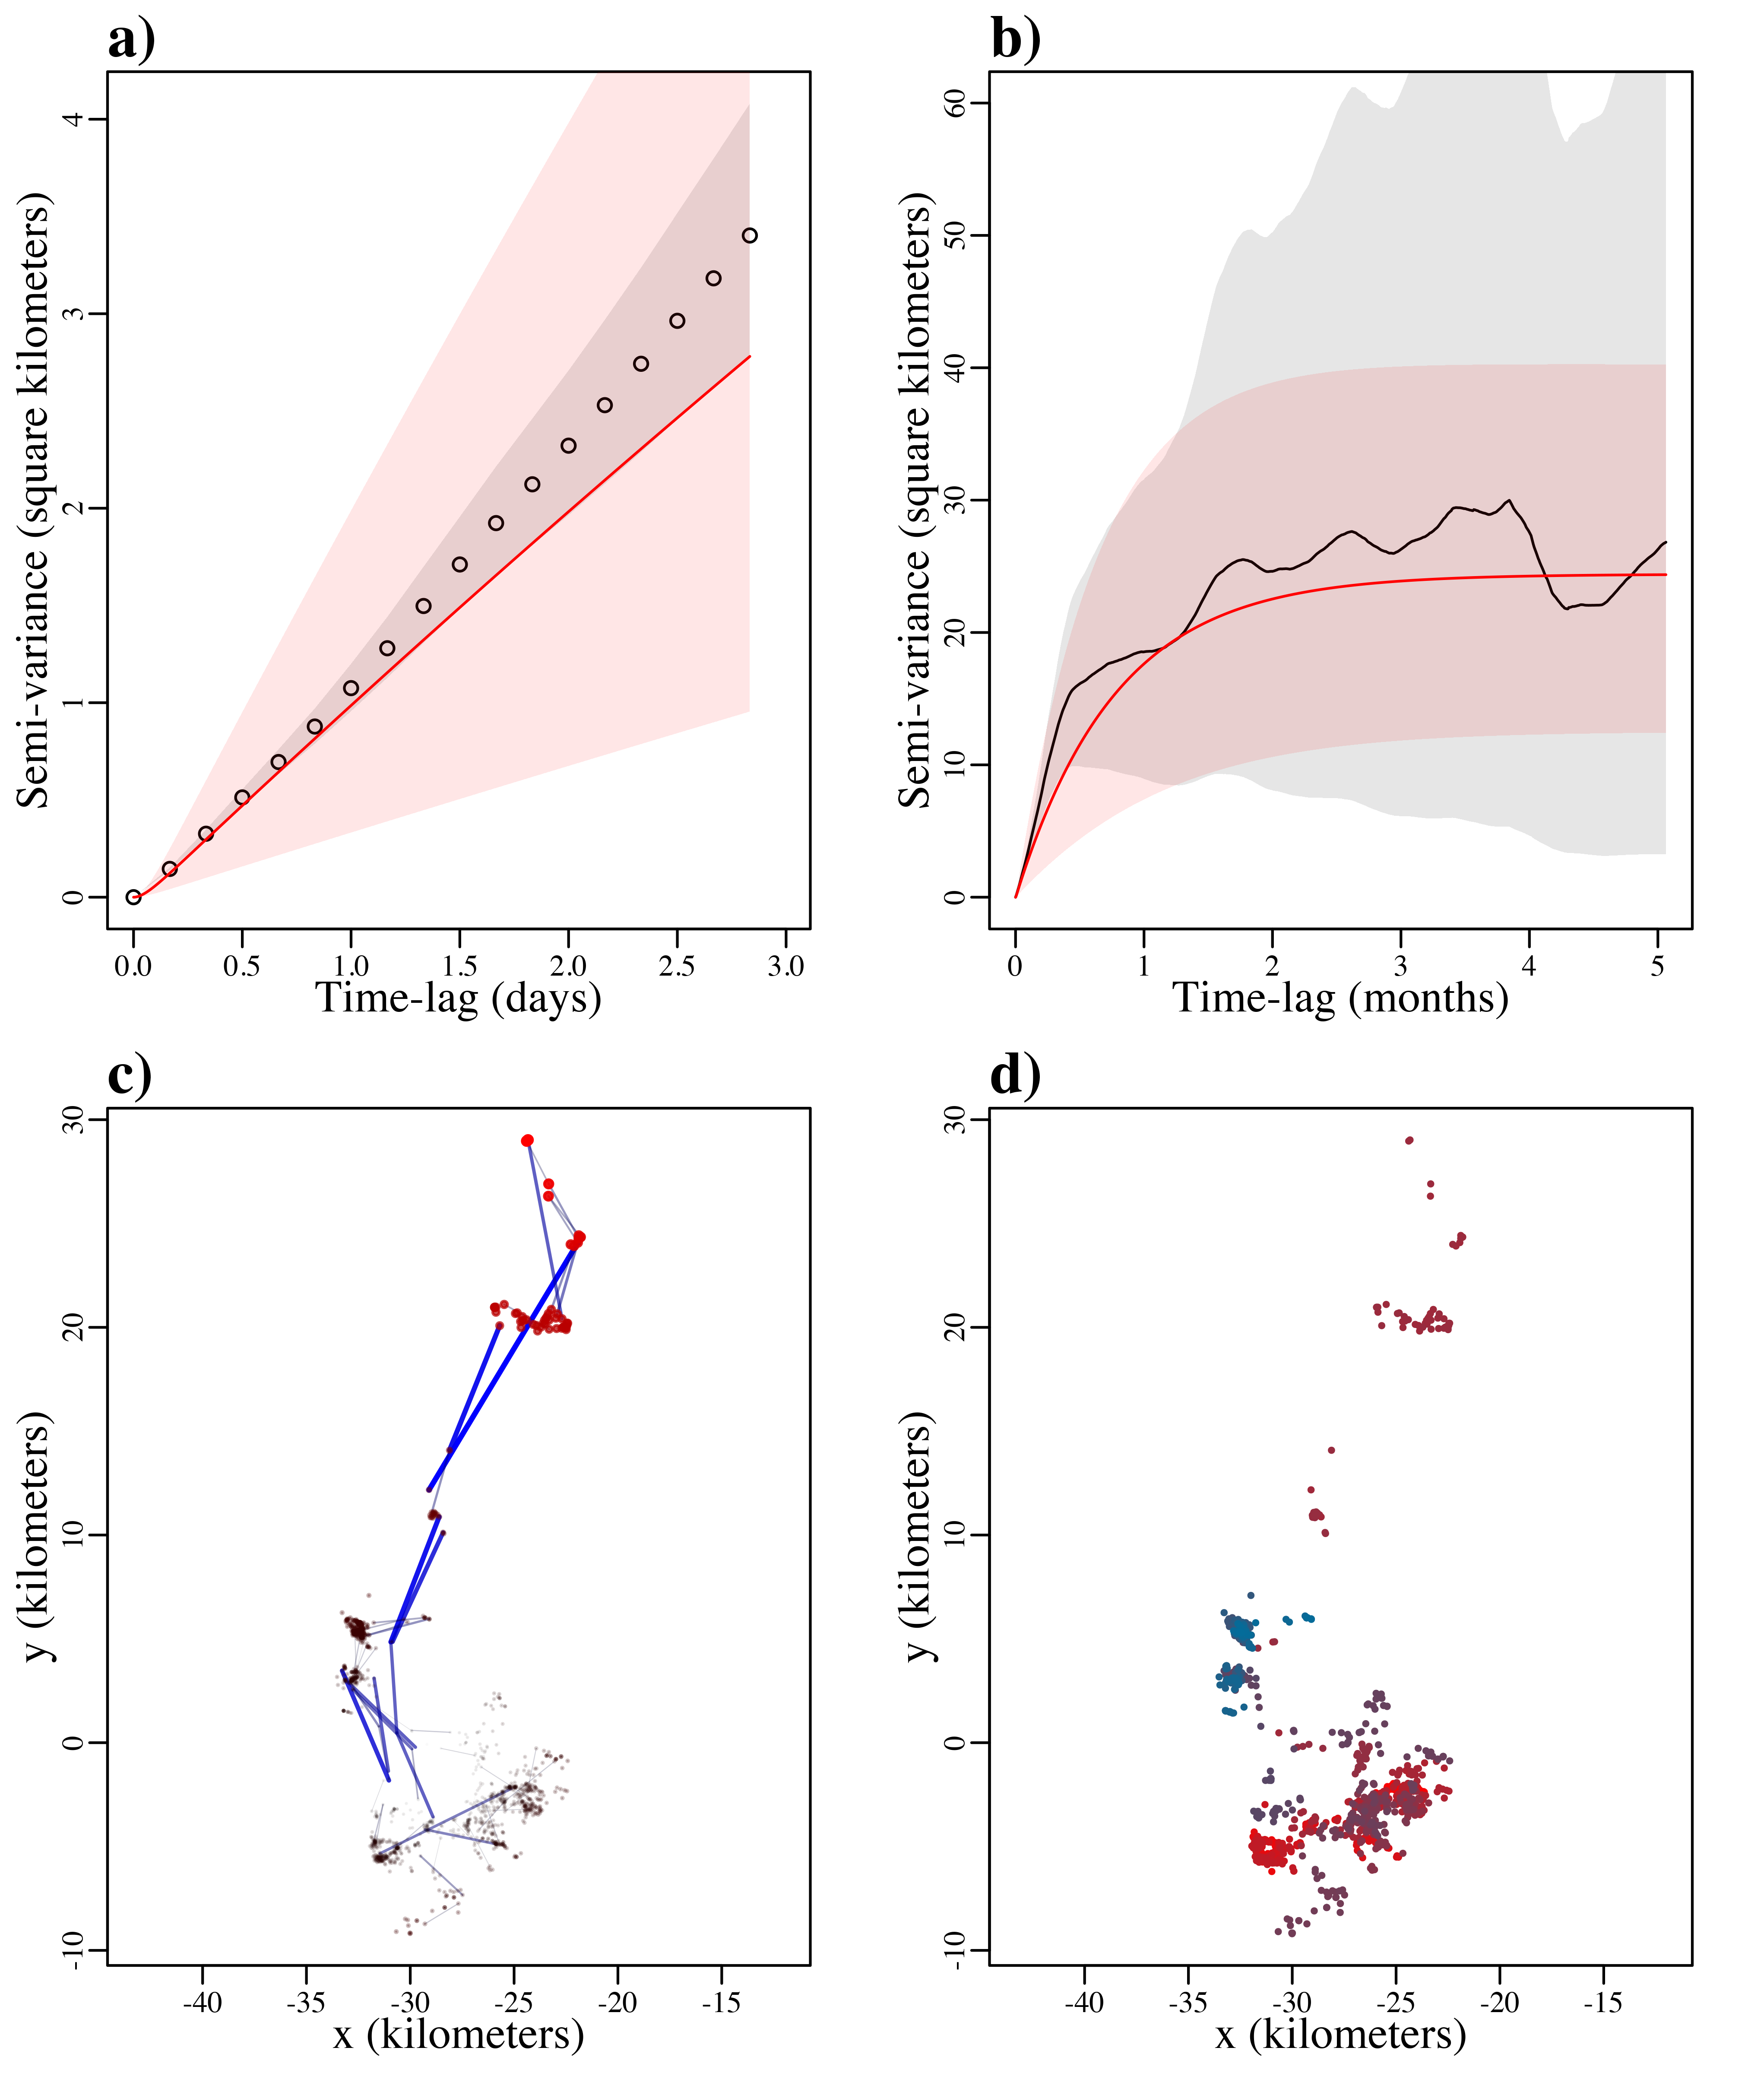 a)
Semi-variance (square kilometers)
4
3
2
1
0
0.0 0.5 1.0 1.5 2.0 2.5 3.0
Time-lag (days)
b)
Semi-variance (square kilometers)
60
50
40
30
20
10
0
0 1 2 3 4 5
Time-lag (months)
c)
y (kilometers)
30
20
10
0
-10
-40 -35 -30 -25 -20 -15
x (kilometers)
d)
y (kilometers)
30
20
10
0
-10
-40 -35 -30 -25 -20 -15
x (kilometers)